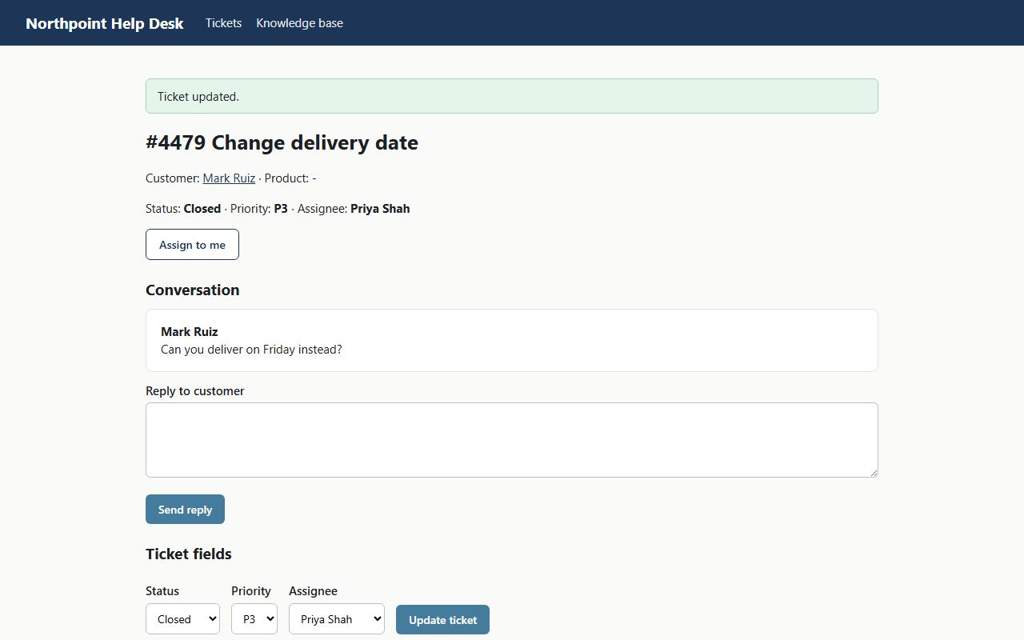 Northpoint Help Desk Tickets Knowledge base
Ticket updated.
#4479 Change delivery date
Customer: Mark Ruiz · Product: -
Status: Closed · Priority: P3 · Assignee: Priya Shah
Assign to me
Conversation
Mark Ruiz
Can you deliver on Friday instead?
Reply to customer
Send reply
Ticket fields
Status Priority Assignee
Closed P3 Priya Shah Update ticket